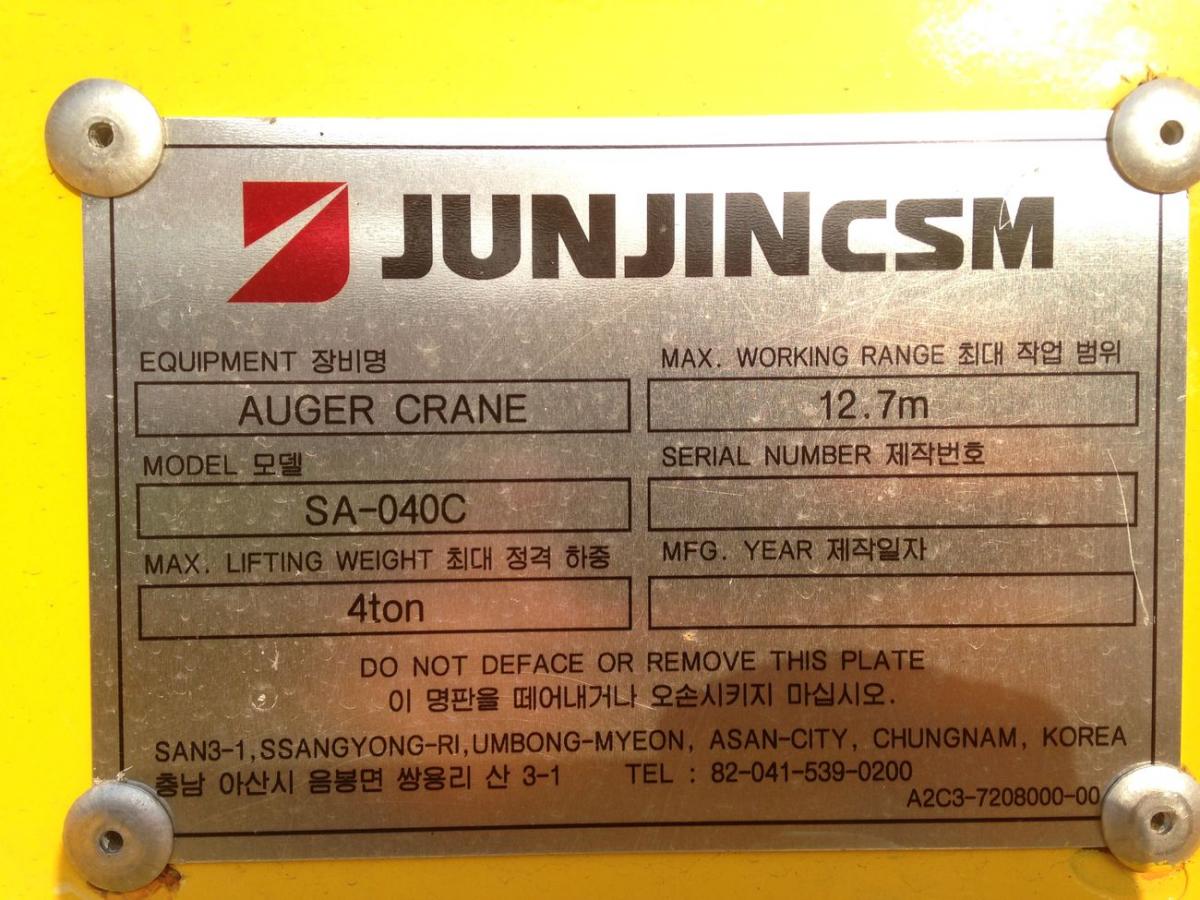 JUNJINCSM
EQUIPMENT 장비명
AUGER CRANE
MODEL 모델
SA-040C
MAX. LIFTING WEIGHT 최대 정격 하중
4ton
MAX. WORKING RANGE 최대 작업 범위
12.7m
SERIAL NUMBER 제작번호
MFG. YEAR 제작일자
DO NOT DEFACE OR REMOVE THIS PLATE
이 명판을 떼어내거나 오손시키지 마십시오.
SAN3-1,SSANGYONG-RI,UMBONG-MYEON, ASAN-CITY, CHUNGNAM, KOREA
충남 아산시 음봉면 쌍용리 산 3-1 TEL : 82-041-539-0200
A2C3-7208000-00